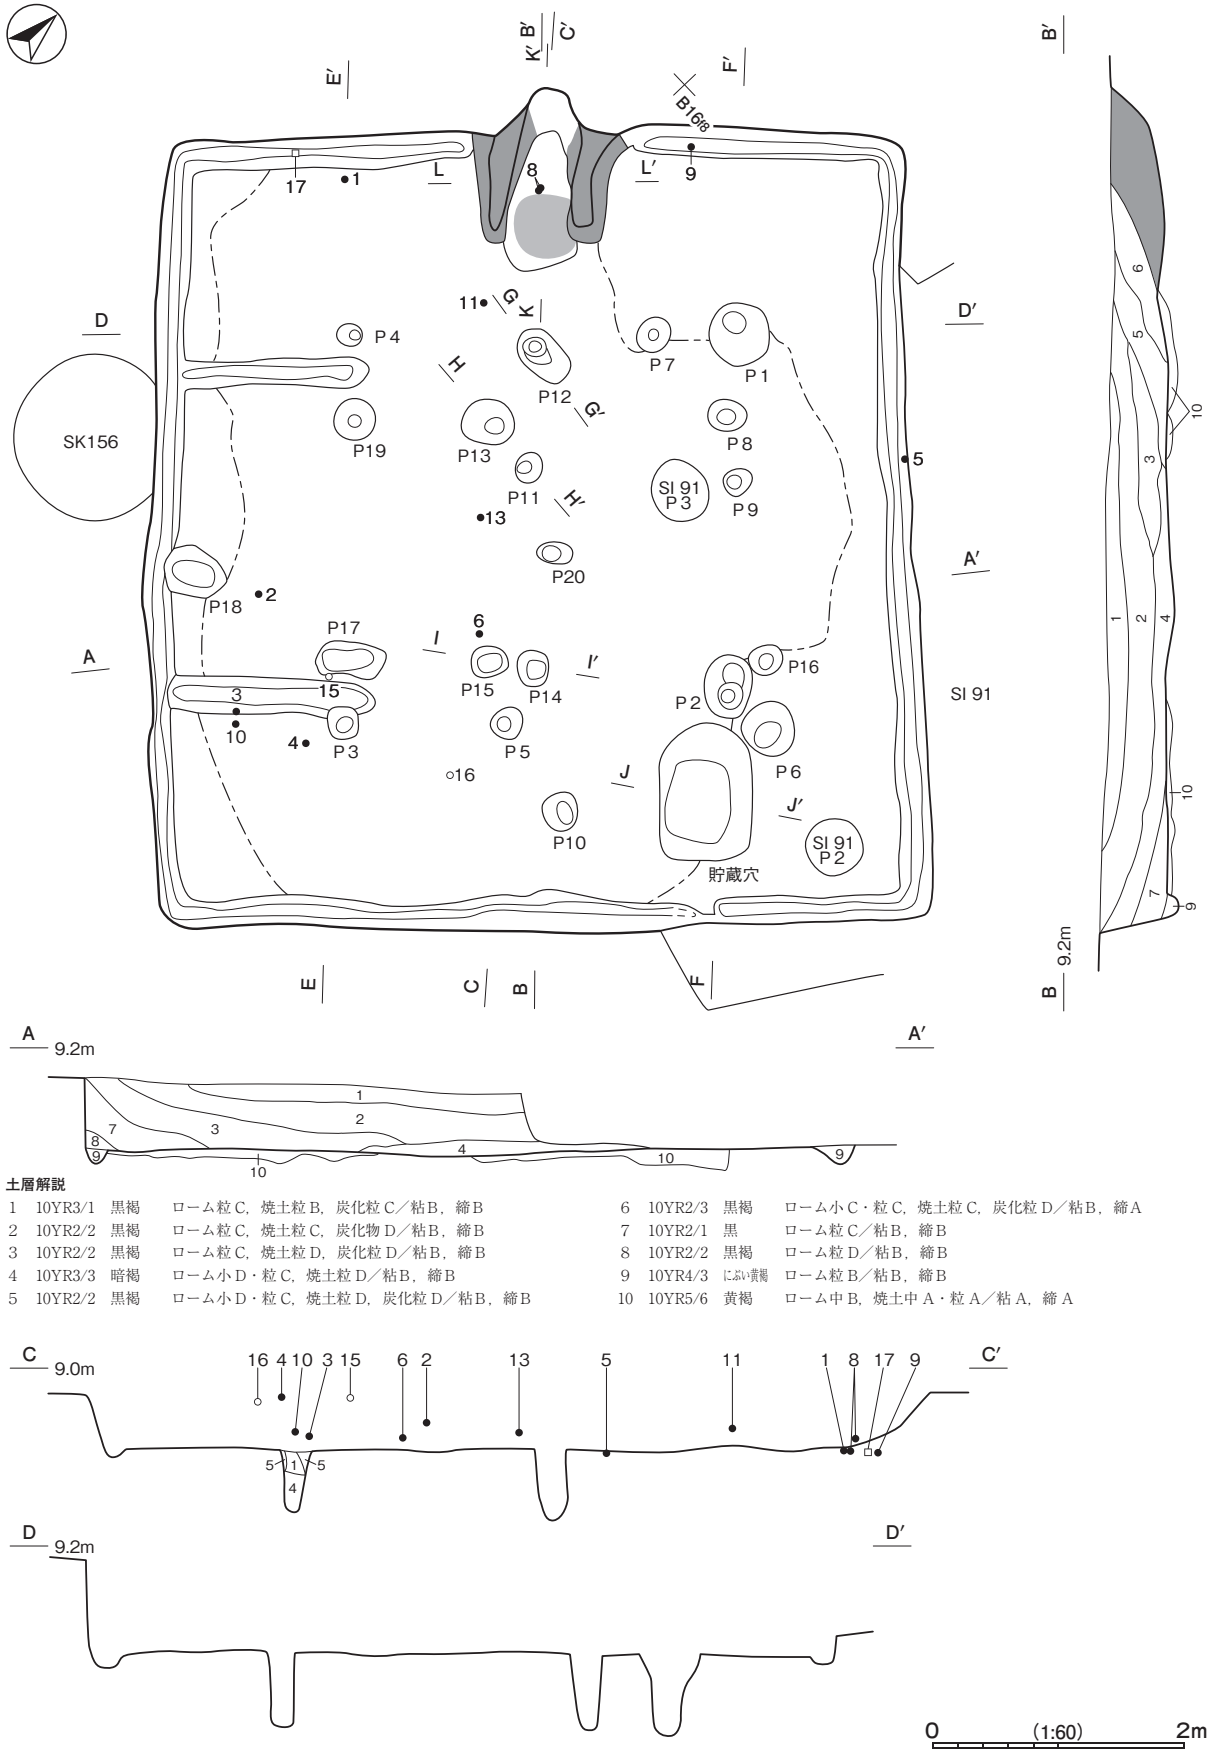 B′ C′
K′
E′
F′
B16f8
B′
17
1
L
8
L′
9
6
5
10
3
1
2
4
10
7
9
B 9.2m
11
G
K
D
P4
P7
P1
D′
H
P12
G′
SK156
P19
P13
P8
P11
SI 91
P3
P9
5
H′
13
P20
A′
P18
2
P17
6
I
I′
A
P15
P14
P16
15
3
P2
SI 91
10
4
P3
P5
P6
16
J
J′
P10
SI 91
P2
貯蔵穴
E
C
B
F
A 9.2m
A′
1
2
3
7
8
9
4
10
10
9
土層解説
1 10YR3/1 黒褐 ローム粒C, 焼土粒B, 炭化粒C/粘B, 締B
2 10YR2/2 黒褐 ローム粒C, 焼土粒C, 炭化物D/粘B, 締B
3 10YR2/2 黒褐 ローム粒C, 焼土粒D, 炭化粒D/粘B, 締B
4 10YR3/3 暗褐 ローム小D・粒C, 焼土粒D/粘B, 締B
5 10YR2/2 黒褐 ローム小D・粒C, 焼土粒D, 炭化粒D/粘B, 締B
6 10YR2/3 黒褐 ローム小C・粒C, 焼土粒C, 炭化粒D/粘B, 締A
7 10YR2/1 黒 ローム粒C/粘B, 締B
8 10YR2/2 黒褐 ローム粒D/粘B, 締B
9 10YR4/3 にぶい黄褐 ローム粒B/粘B, 締B
10 10YR5/6 黄褐 ローム中B, 焼土中A・粒A/粘A, 締A
C 9.0m
16 4 10 3 15 6 2 13 5 11 1 8 17 9
C′
5 1 5
4
D 9.2m
D′
0 (1:60) 2m